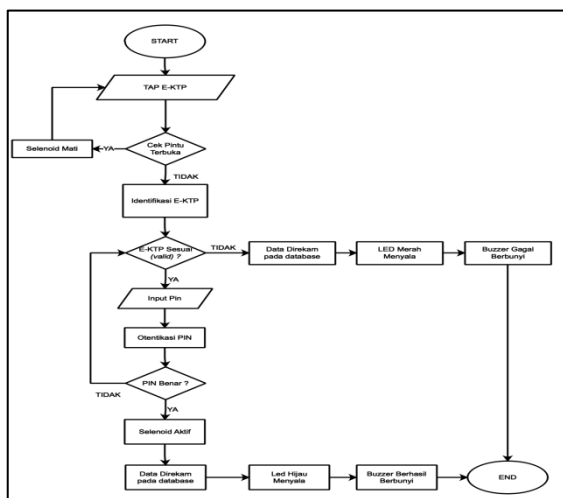 START
TAP E-KTP
Selenoid Mati
YA
Cek Pintu
Terbuka
TIDAK
Identifikasi E-KTP
E-KTP Sesuai
(valid) ?
TIDAK
Data Direkam
pada database
LED Merah
Menyala
Buzzer Gagal
Berbunyi
YA
Input Pin
Otentikasi PIN
PIN Benar ?
TIDAK
YA
Selenoid Aktif
Data Direkam
pada database
Led Hijau
Menyala
Buzzer Berhasil
Berbunyi
END